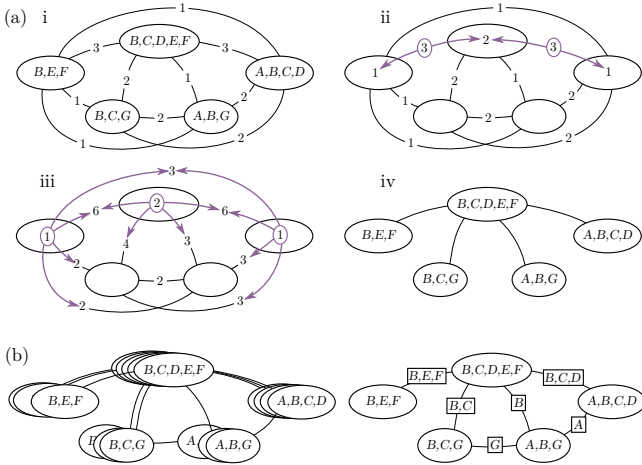 (a) i ii
1 1
B,C,D,E,F
3 3 3 2 3
B,E,F A,B,C,D 1 1
2 1 2 1
1 2 2
B,C,G 2 A,B,G 2
1 2 1 2
iii 3 iv
2 B,C,D,E,F
6 6
1 1 B,E,F A,B,C,D
4 3
2 3
2 B,C,G A,B,G
2 3
(b)
B,C,D,E,F B,E,F B,C,D,E,F B,C,D
B,E,F A,B,C,D B,E,F B,C B A,B,C,D
A
B,C,G A,B,G B,C,G G A,B,G